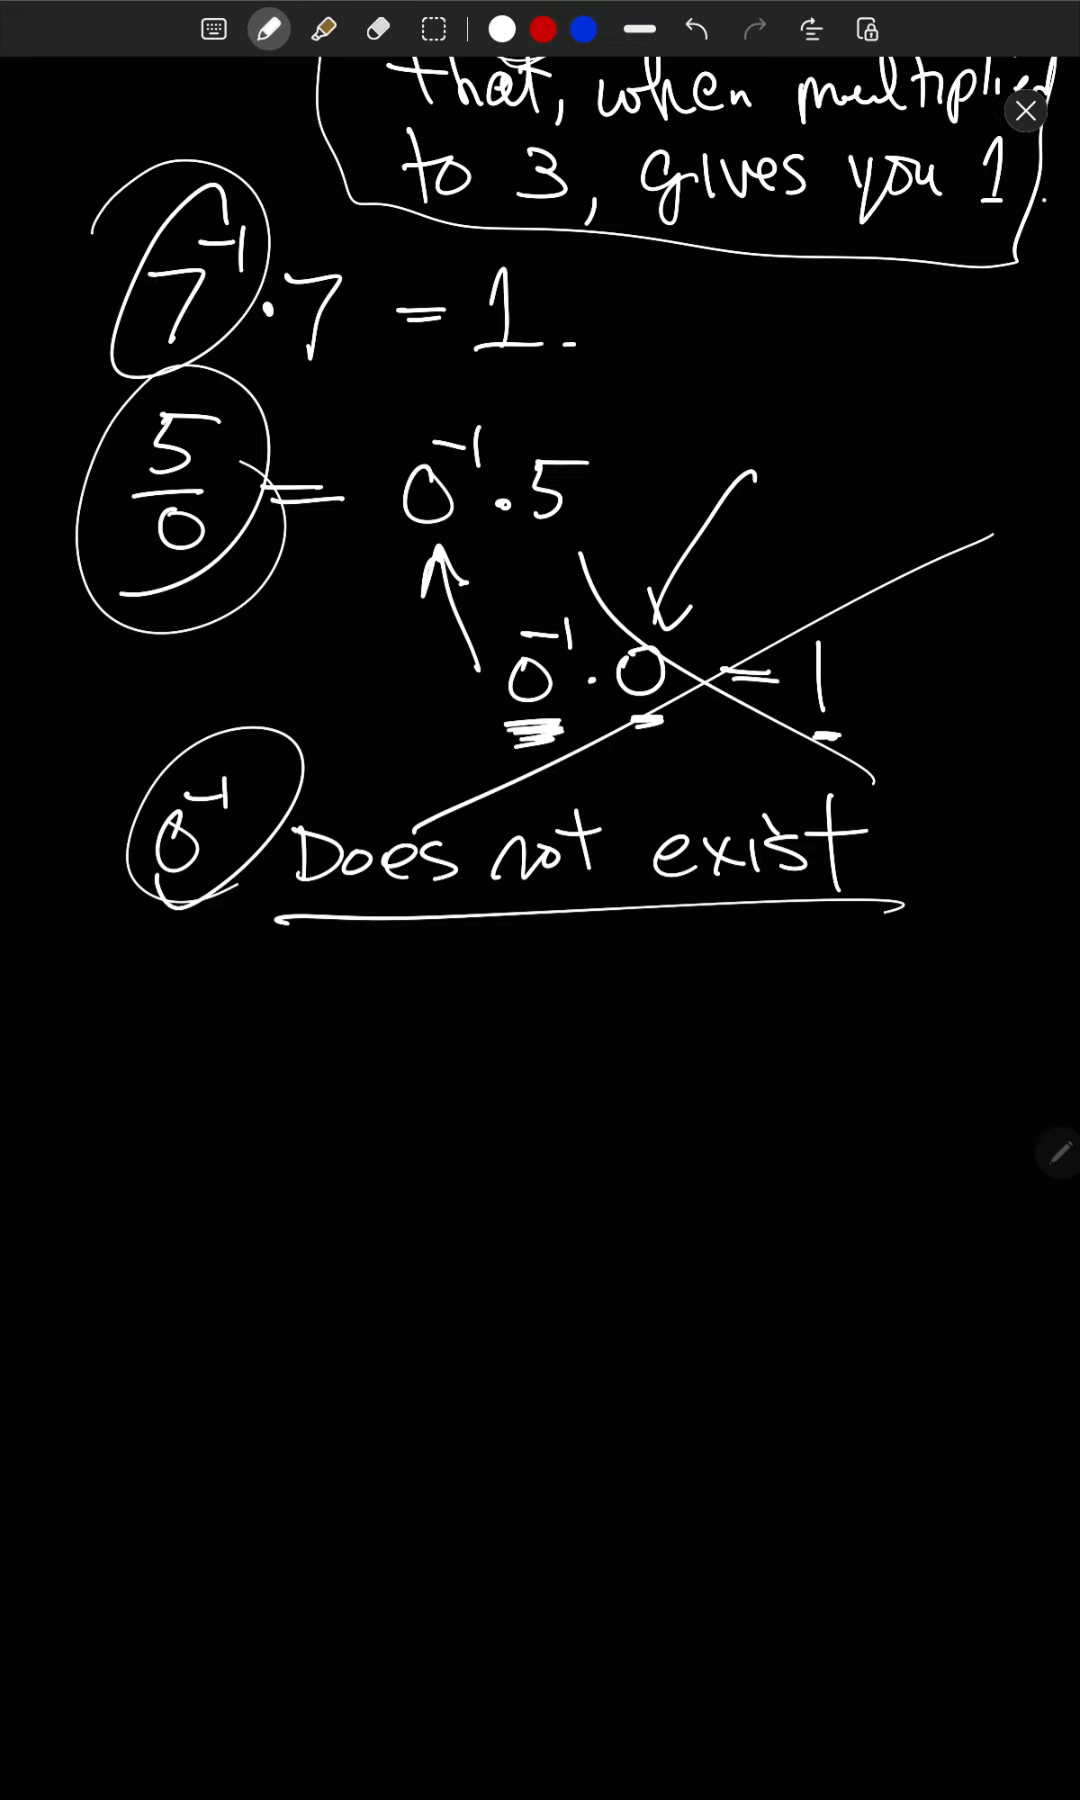 that, when multiplied
to 3, gives you 1.
7⁻¹ · 7 = 1.
5/0 = 0⁻¹ · 5
0⁻¹ · 0 = 1
0⁻¹ Does not exist